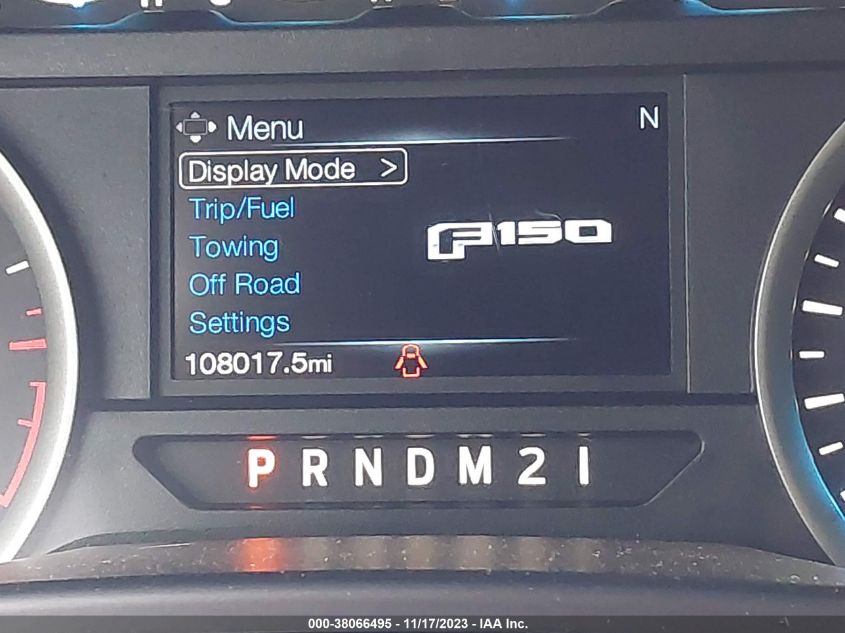 Menu N
Display Mode >
Trip/Fuel
Towing
F150
Off Road
Settings
108017.5mi
P R N D M 2 1
000-38066495 - 11/17/2023 - IAA Inc.